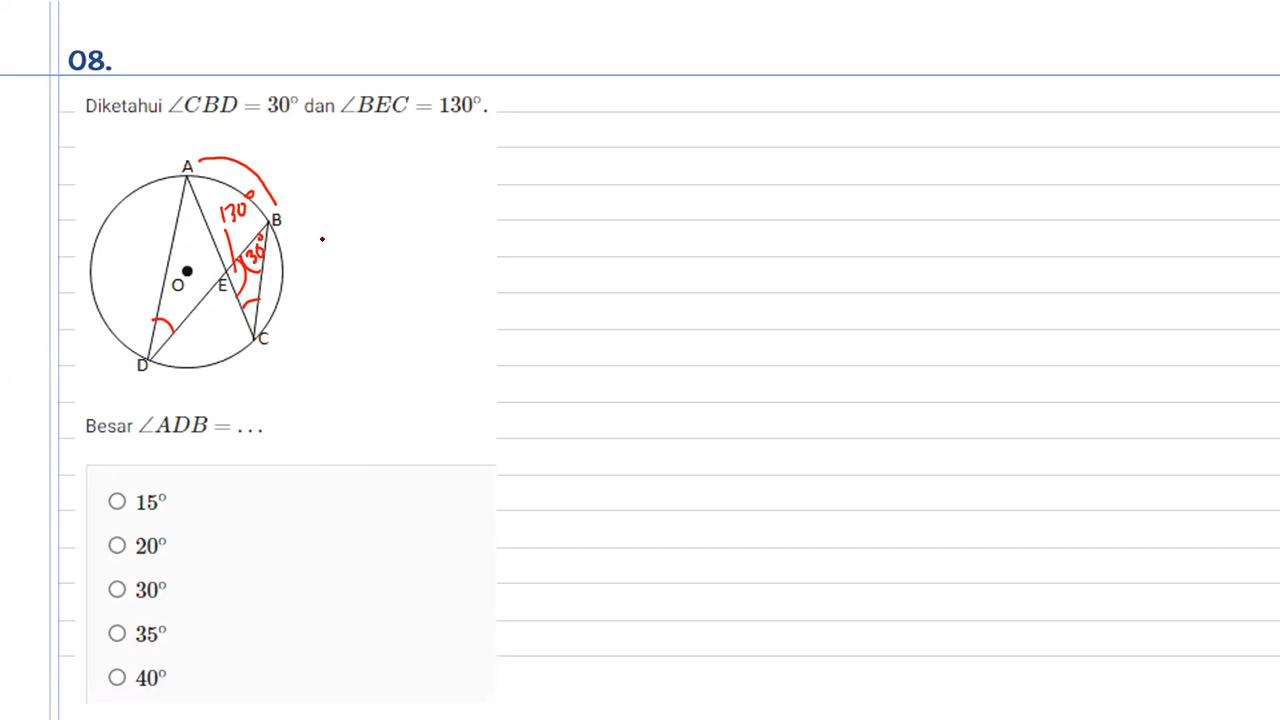 08.
Diketahui ∠CBD = 30° dan ∠BEC = 130°.
A
130°
B
30°
O
E
C
D
Besar ∠ADB = ...
15°
20°
30°
35°
40°